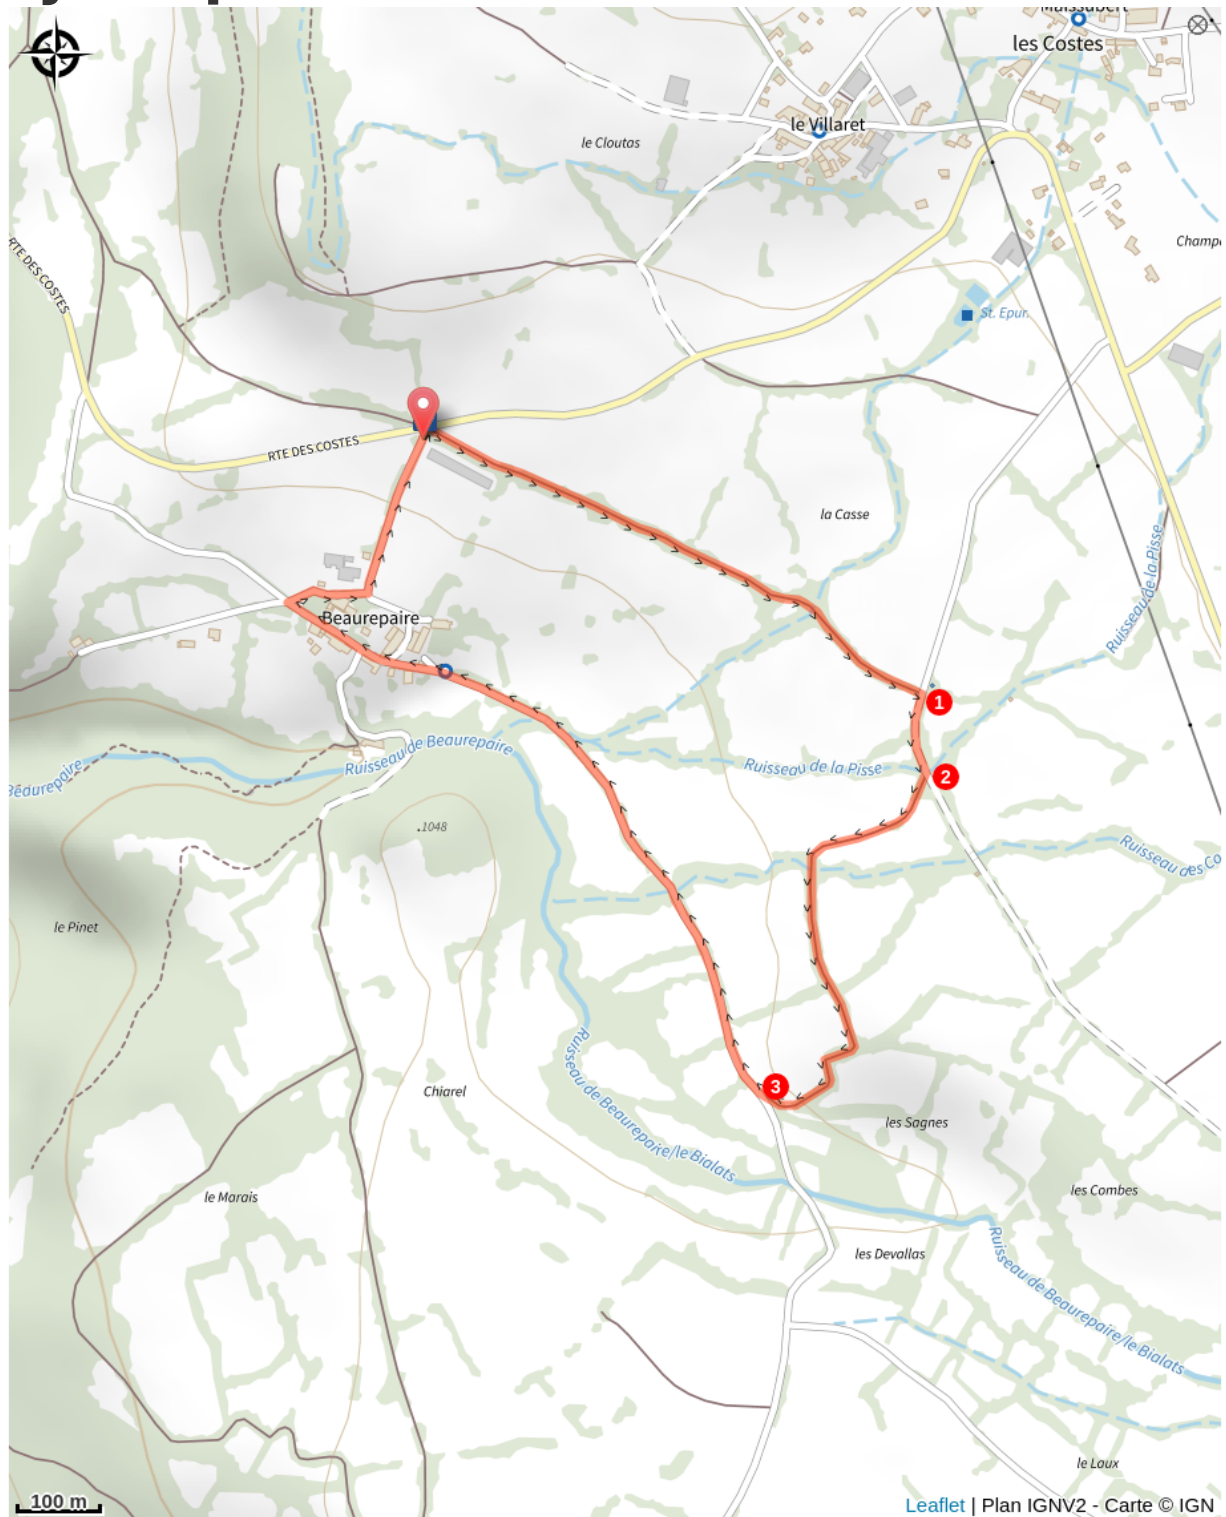 Maissubert
les Costes
le Villaret
le Cloutas
RTE DES COSTES
St. Epur.
RTE DES COSTES
la Casse
Ruisseau de la Pisse
Beaurepaire
1
Ruisseau de Beaurepaire
Ruisseau de la Pisse
2
Beaurepaire
.1048
Ruisseau des Co
le Pinet
Ruisseau de Beaurepaire/le Bialats
3
Chiarel
les Sagnes
le Marais
les Combes
les Devallas
Ruisseau de Beaurepaire/le Bialats
le Laux
100 m
Leaflet | Plan IGNV2 - Carte © IGN